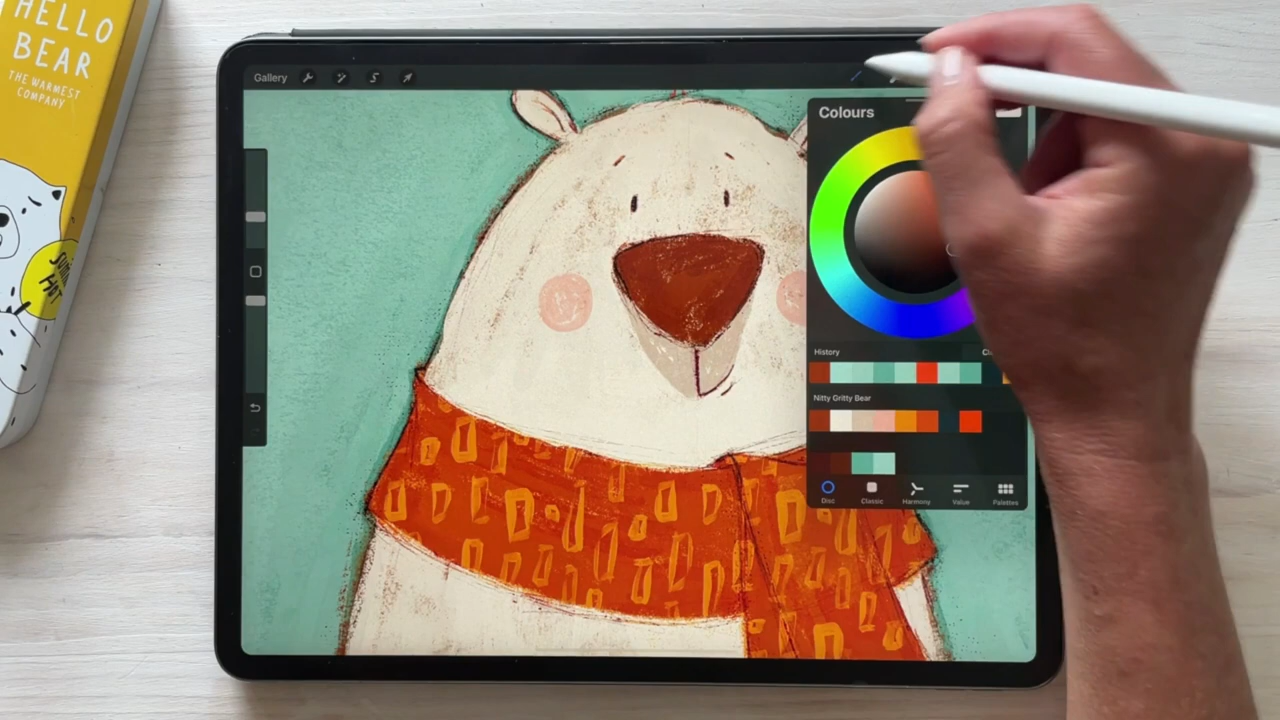 HELLO
BEAR
THE WARMEST
COMPANY
Gallery
Colours
History
Nitty Gritty Bear
Disc
Classic
Harmony
Value
Palettes